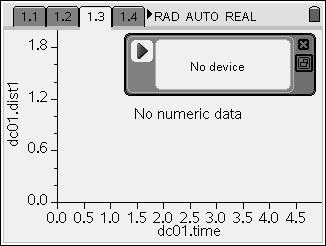 1.1 1.2 1.3 1.4 RAD AUTO REAL
No device
No numeric data
dc01.dist1
1.8
1.2
0.6
0.0
0.0 0.5 1.0 1.5 2.0 2.5 3.0 3.5 4.0 4.5
dc01.time